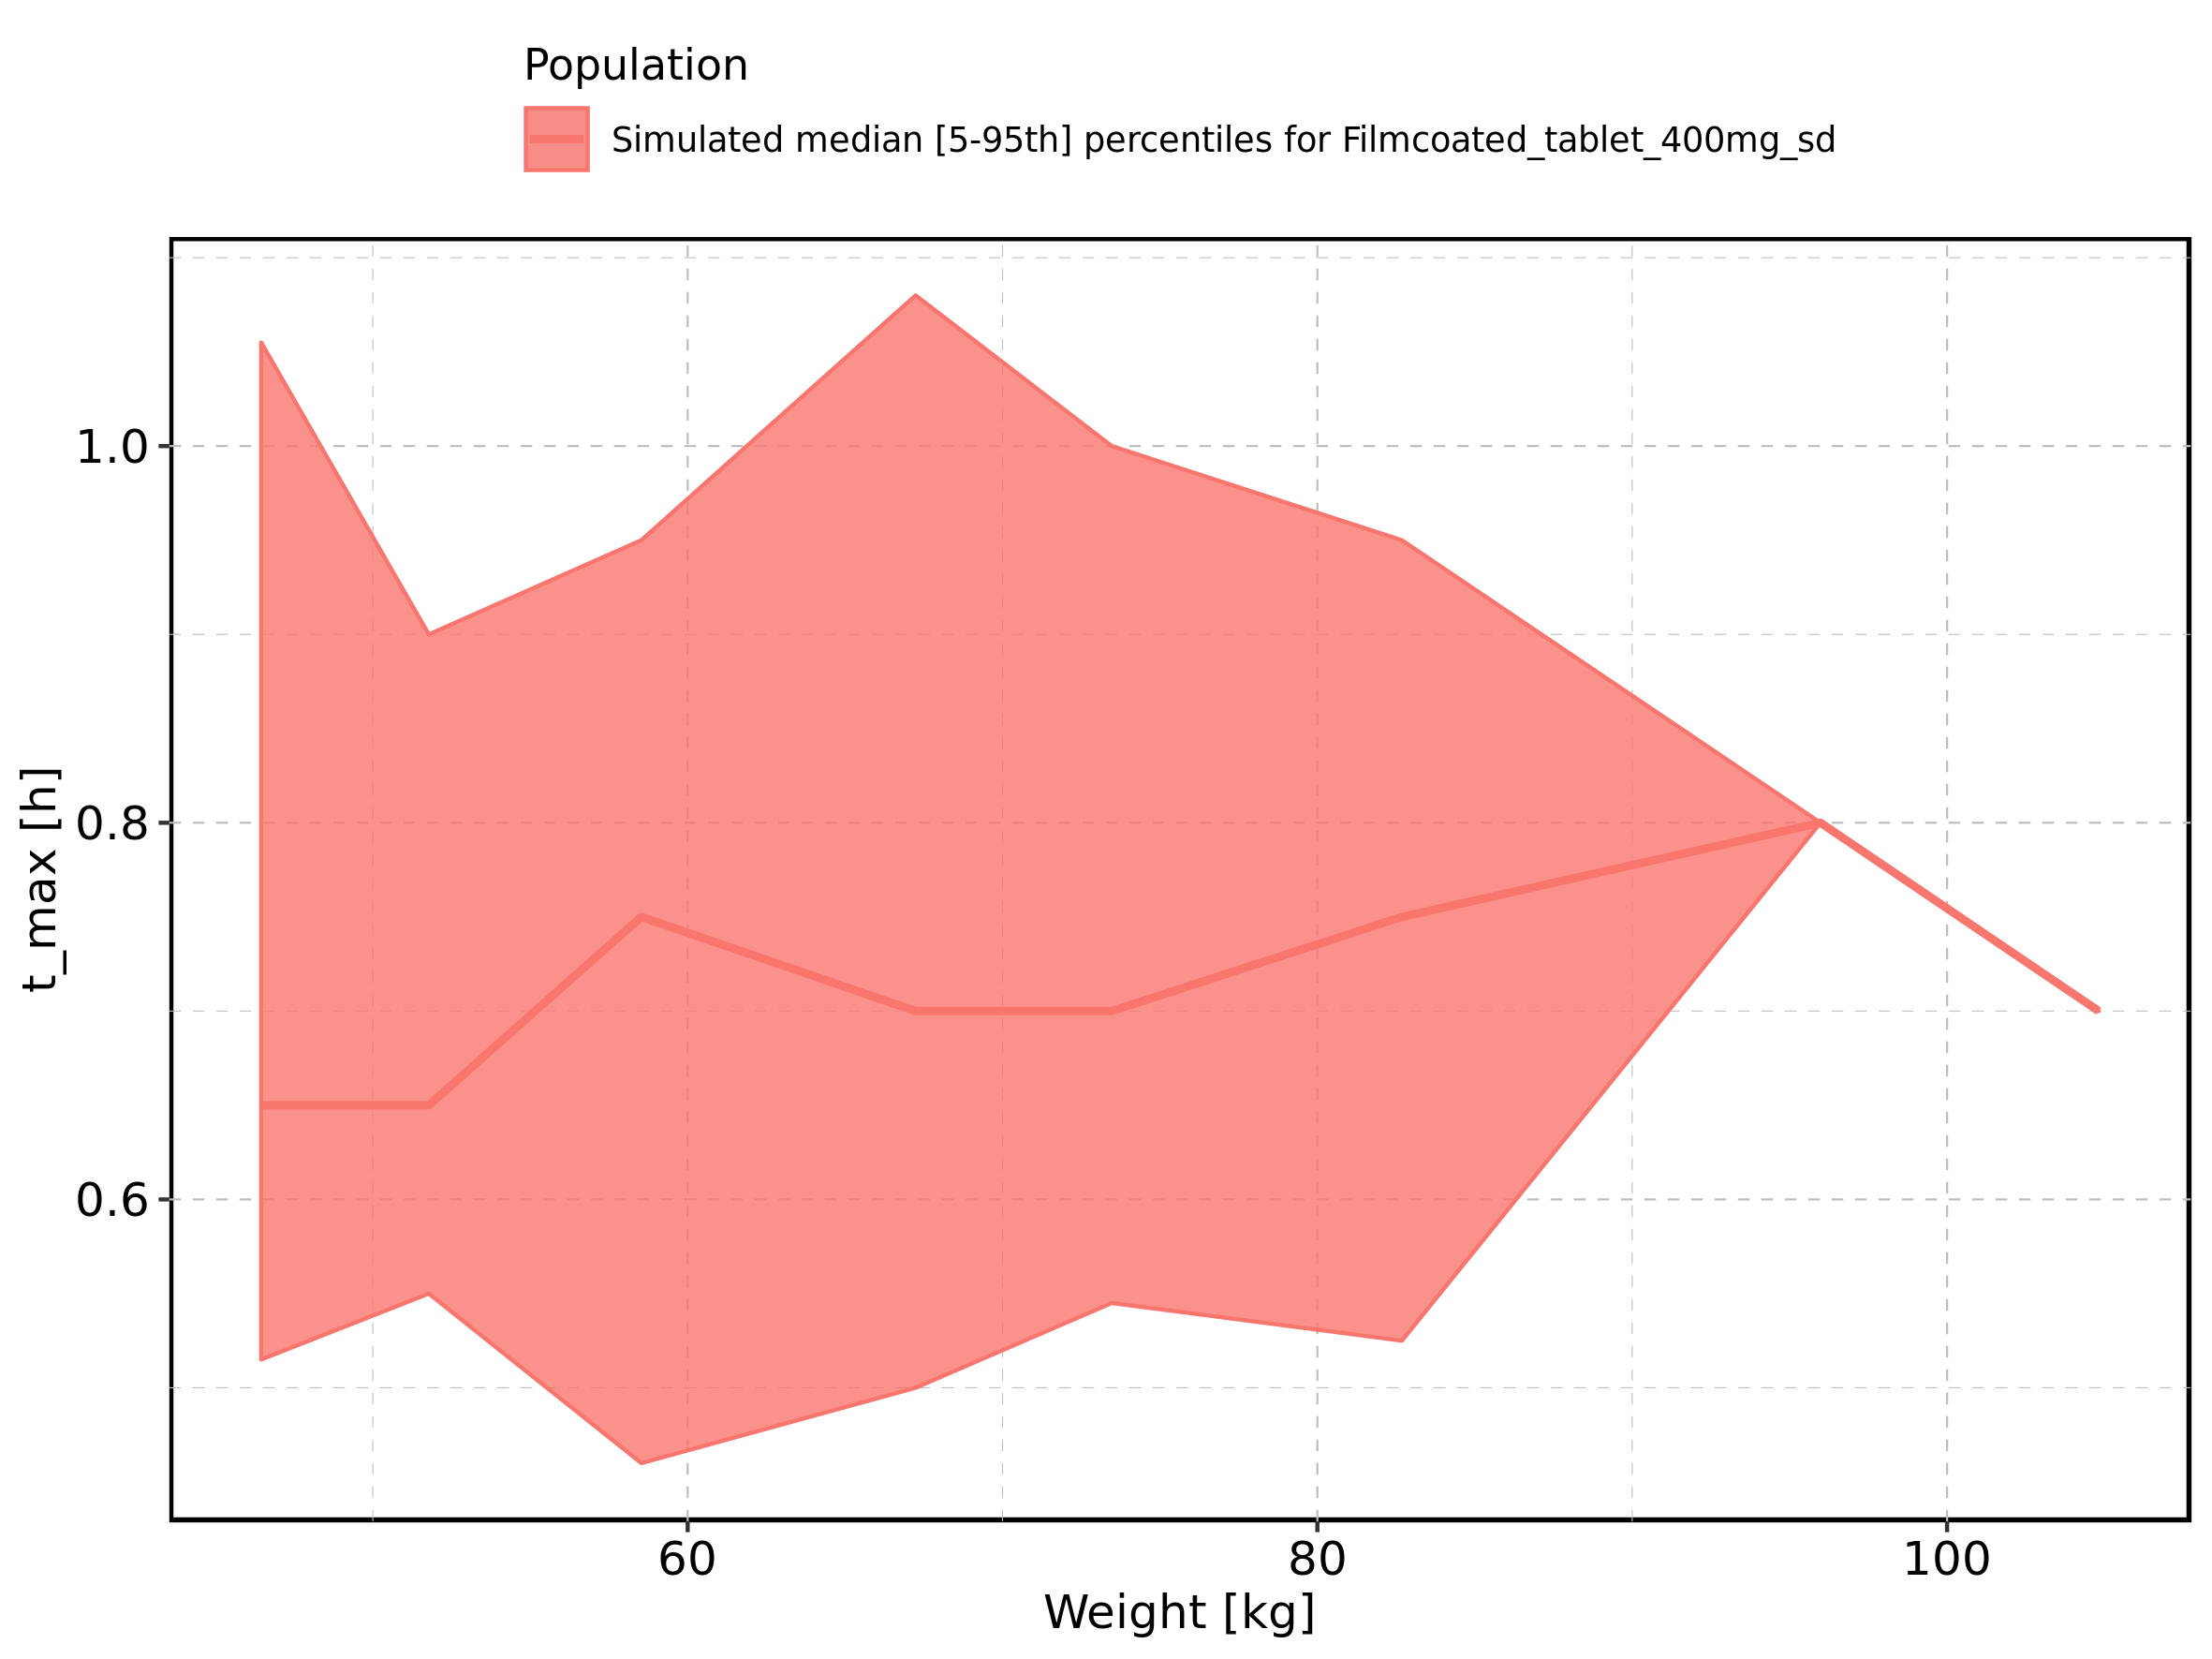 Population
Simulated median [5-95th] percentiles for Filmcoated_tablet_400mg_sd
t_max [h]
1.0
0.8
0.6
60
80
100
Weight [kg]